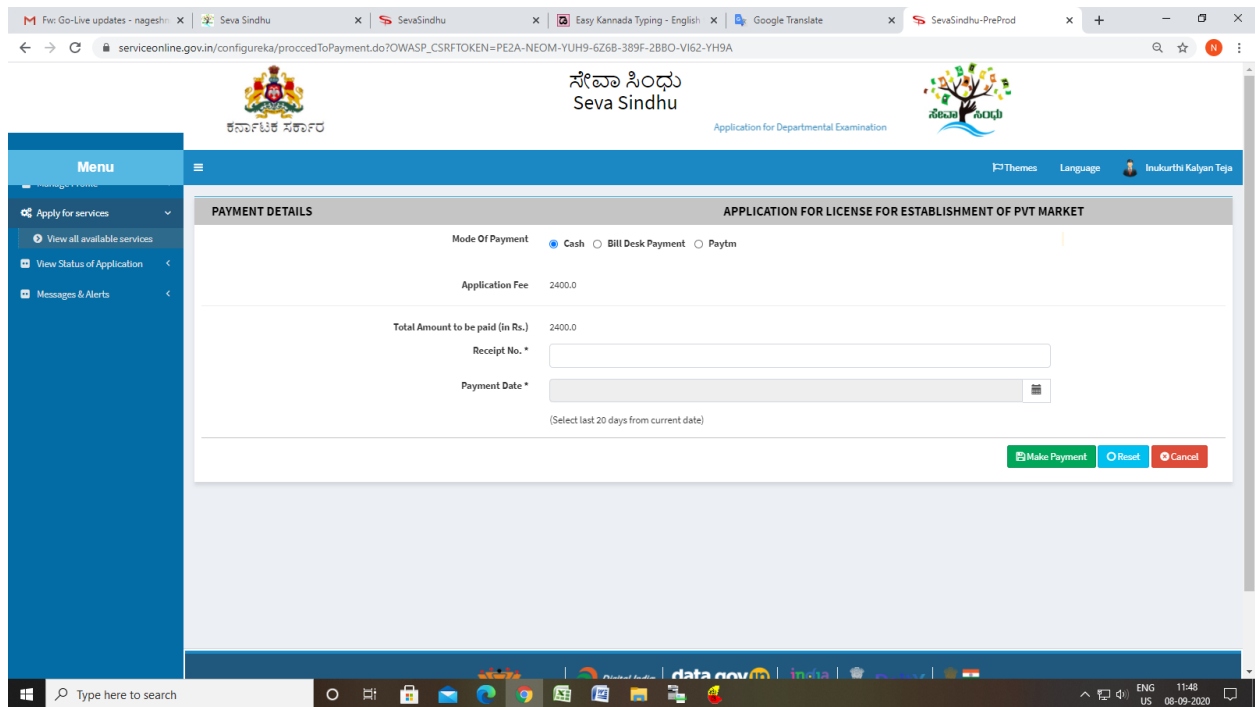 Fw: Go-Live updates - nageshn
Seva Sindhu
SevaSindhu
Easy Kannada Typing - English
Google Translate
SevaSindhu-PreProd
serviceonline.gov.in/configureka/proccedToPayment.do?OWASP_CSRFTOKEN=PE2A-NEOM-YUH9-6Z6B-389F-2BBO-VI62-YH9A
N
ಕರ್ನಾಟಕ ಸರ್ಕಾರ
ಸೇವಾ ಸಿಂಧು
Seva Sindhu
Application for Departmental Examination
ಸೇವಾ ಸಿಂಧು
Menu
Themes
Language
Inukurthi Kalyan Teja
Manage Profile
Apply for services
View all available services
View Status of Application
Messages & Alerts
PAYMENT DETAILS
APPLICATION FOR LICENSE FOR ESTABLISHMENT OF PVT MARKET
Mode Of Payment
Cash
Bill Desk Payment
Paytm
Application Fee
2400.0
Total Amount to be paid (in Rs.)
2400.0
Receipt No. *
Payment Date *
(Select last 20 days from current date)
Make Payment
Reset
Cancel
Digital India
data.gov.in
india
Type here to search
ENG
US
11:48
08-09-2020